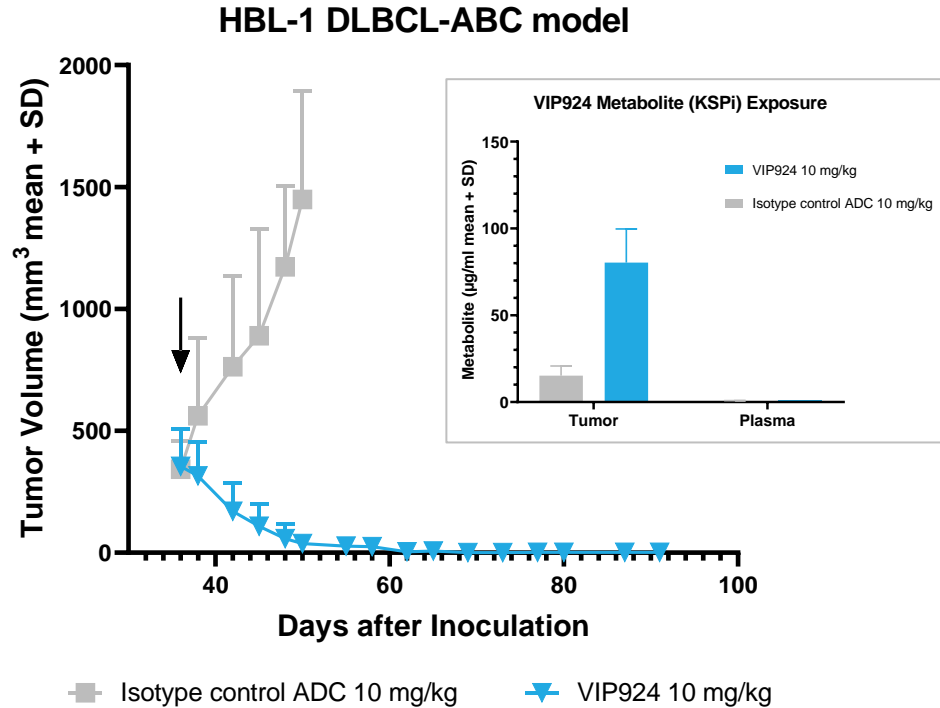 HBL-1 DLBCL-ABC model
Tumor Volume (mm³ mean + SD)
2000
1500
1000
500
0
40
60
80
100
Days after Inoculation
VIP924 Metabolite (KSPi) Exposure
Metabolite (µg/ml mean + SD)
150
100
50
0
Tumor
Plasma
VIP924 10 mg/kg
Isotype control ADC 10 mg/kg
Isotype control ADC 10 mg/kg
VIP924 10 mg/kg